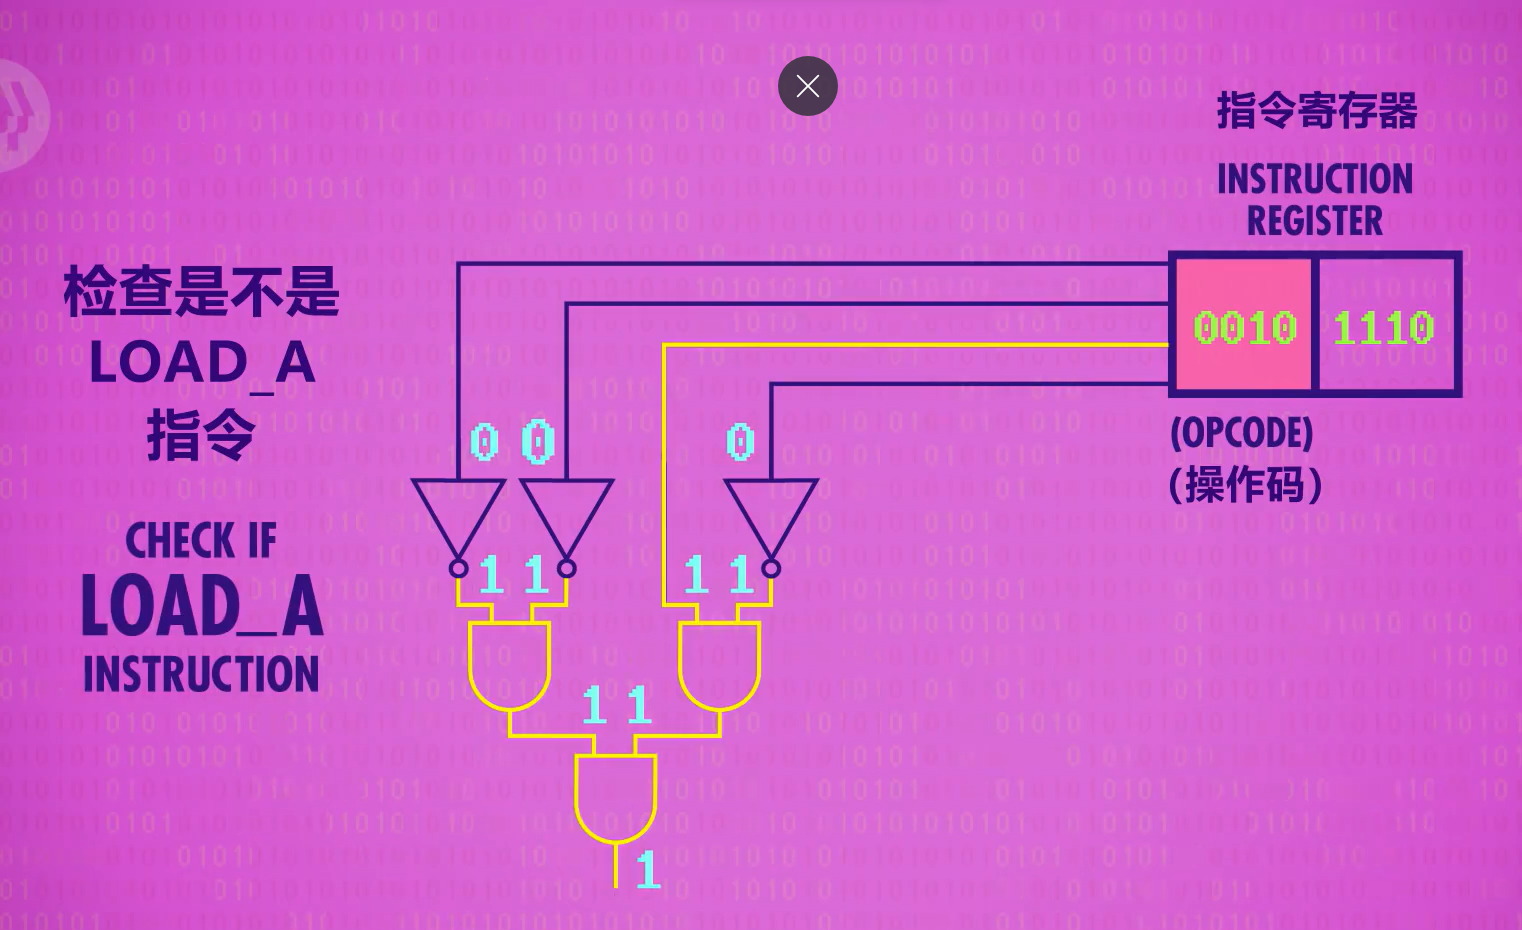 指令寄存器
INSTRUCTION
REGISTER
检查是不是
LOAD_A
指令
0010 1110
(OPCODE)
(操作码)
0 0 0
CHECK IF
LOAD_A
INSTRUCTION
1 1 1 1
1 1
1